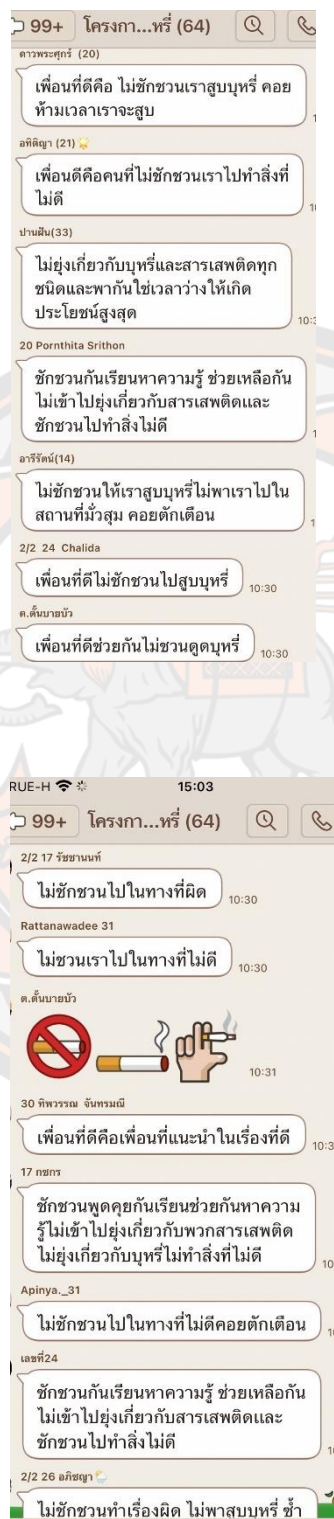 99+ โครงกา...หรี่ (64)
ดาวพระศุกร์ (20)
เพื่อนที่ดีคือ ไม่ชักชวนเราสูบบุหรี่ คอย
ห้ามเวลาเราจะสูบ
อทิติญา (21)
เพื่อนดีคือคนที่ไม่ชักชวนเราไปทำสิ่งที่
ไม่ดี
ปานฝัน(33)
ไม่ยุ่งเกี่ยวกับบุหรี่และสารเสพติดทุก
ชนิดและพากันใช่เวลาว่างให้เกิด
ประโยชน์สูงสุด
20 Pornthita Srithon
ชักชวนกันเรียนหาความรู้ ช่วยเหลือกัน
ไม่เข้าไปยุ่งเกี่ยวกับสารเสพติดและ
ชักชวนไปทำสิ่งไม่ดี
อารีรัตน์(14)
ไม่ชักชวนให้เราสูบบุหรี่ไม่พาเราไปใน
สถานที่มั่วสุม คอยตักเตือน
2/2 24 Chalida
เพื่อนที่ดีไม่ชักชวนไปสูบบุหรี่
10:30
ต.ต้นบายบัว
เพื่อนที่ดีช่วยกันไม่ชวนดูดบุหรี่
10:30
RUE-H 15:03
99+ โครงกา...หรี่ (64)
2/2 17 รัชชานนท์
ไม่ชักชวนไปในทางที่ผิด
10:30
Rattanawadee 31
ไม่ชวนเราไปในทางที่ไม่ดี
10:30
ต.ต้นบายบัว
10:31
30 ทิพวรรณ จันทรมณี
เพื่อนที่ดีคือเพื่อนที่แนะนำในเรื่องที่ดี
17 กชกร
ชักชวนพูดคุยกันเรียนช่วยกันหาความ
รู้ไม่เข้าไปยุ่งเกี่ยวกับพวกสารเสพติด
ไม่ยุ่งเกี่ยวกับบุหรี่ไม่ทำสิ่งที่ไม่ดี
Apinya._31
ไม่ชักชวนไปในทางที่ไม่ดีคอยตักเตือน
เลขที่24
ชักชวนกันเรียนหาความรู้ ช่วยเหลือกัน
ไม่เข้าไปยุ่งเกี่ยวกับสารเสพติดและ
ชักชวนไปทำสิ่งไม่ดี
2/2 26 อภิชญา
ไม่ชักชวนทำเรื่องผิด ไม่พาสูบบุหรี่ ซ้ำ